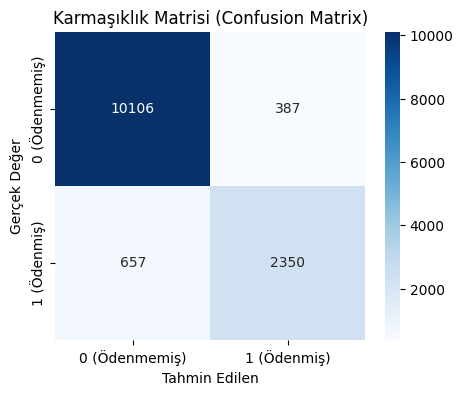 Karmaşıklık Matrisi (Confusion Matrix)
Gerçek Değer
0 (Ödenmemiş)
1 (Ödenmiş)
10106
387
657
2350
0 (Ödenmemiş)
1 (Ödenmiş)
Tahmin Edilen
10000
8000
6000
4000
2000